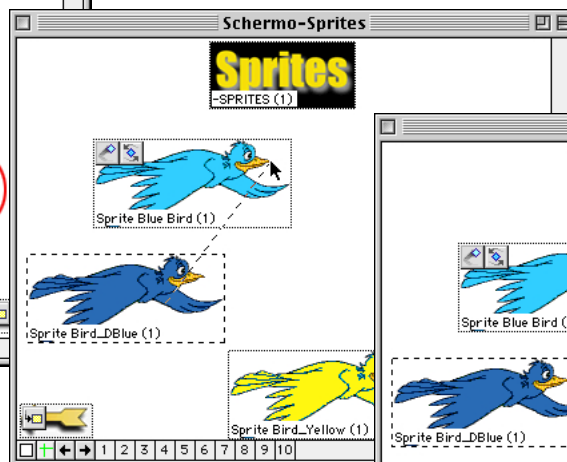 Schermo-Sprites
Sprites
-SPRITES (1)
Sprite Blue Bird (1)
Sprite Bird_DBlue (1)
Sprite Bird_Yellow (1)
1 2 3 4 5 6 7 8 9 10
Sprite Blue Bird (
Sprite Bird_DBlue (1)